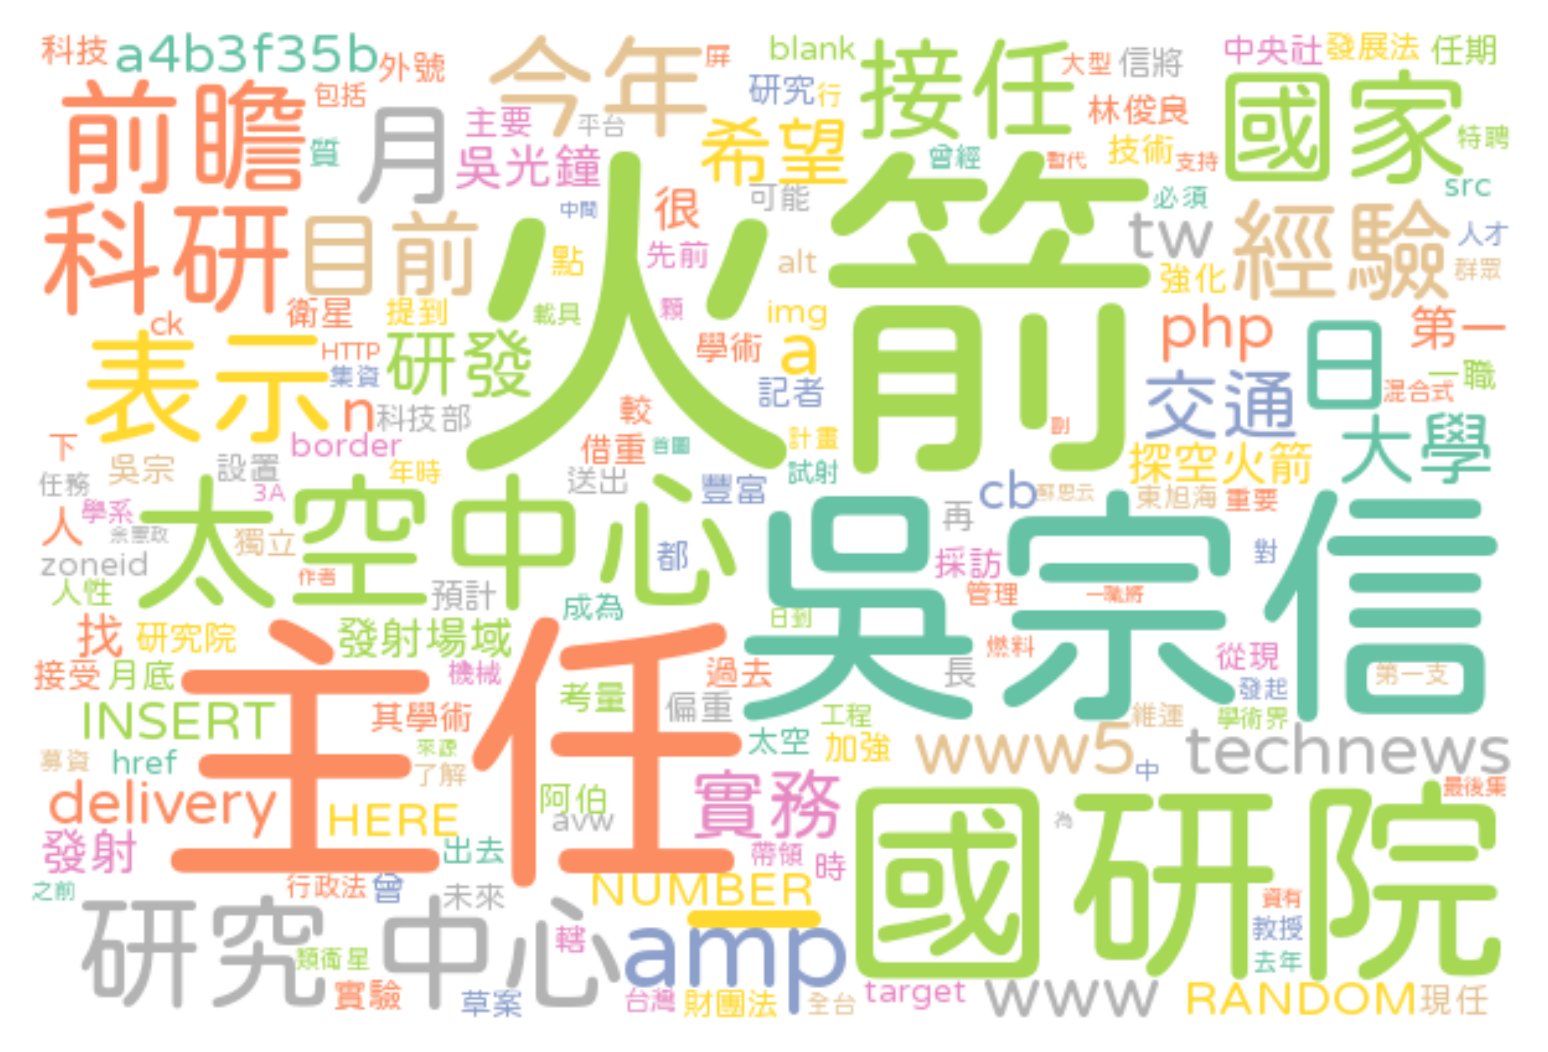 科技
a4b3f35b
外號
今年
屏
blank
接任
大型
信將
中央社
發展法
任期
前瞻
包括
質
月
主要
平台
吳光鐘
研究
行
希望
林俊良
技術
支持
曾經
暫代
國家
特聘
src
科研
目前
中間
很
可能
必須
tw
經驗
人才
群眾
火箭
先前
點
alt
強化
衛星
提到
載具
顆
img
ck
HTTP
集資
表示
研發
學術
a
記者
php
日
第一
一職
混合式
交通
n
科技部
較
border
借重
首圖
計畫
副
大學
下
吳宗
設置
年時
任務
3A
送出
豐富
試射
探空火箭
cb
蘇思云
東旭海
重要
太空中心
學系
余憲政
人
獨立
zoneid
作者
人性
預計
都
再
採訪
對
吳宗信
成為
日到
管理
一職將
找
研究院
發射場域
燃料
從現
接受
月底
機械
過去
長
第一支
發起
主任
考量
偏重
INSERT
其學術
工程
維運
學術界
來源
太空
加強
www5
中
technews
募資
href
了解
delivery
阿伯
avw
實務
HERE
國研院
最後集
為
發射
出去
帶領
時
之前
行政法
曾
未來
NUMBER
一
資有
教授
研究中心
轄
amp
類衛星
去年
實驗
草案
台灣
財團法
全台
target
www
RANDOM
現任